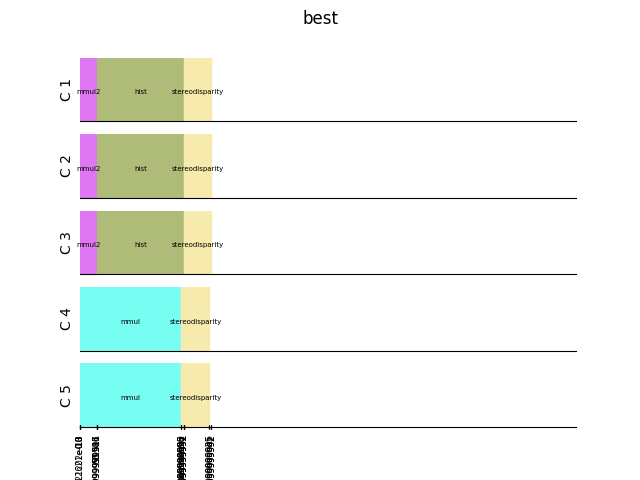 best
C 1
mmul2 hist stereodisparity
C 2
mmul2 hist stereodisparity
C 3
mmul2 hist stereodisparity
C 4
mmul stereodisparity
C 5
mmul stereodisparity